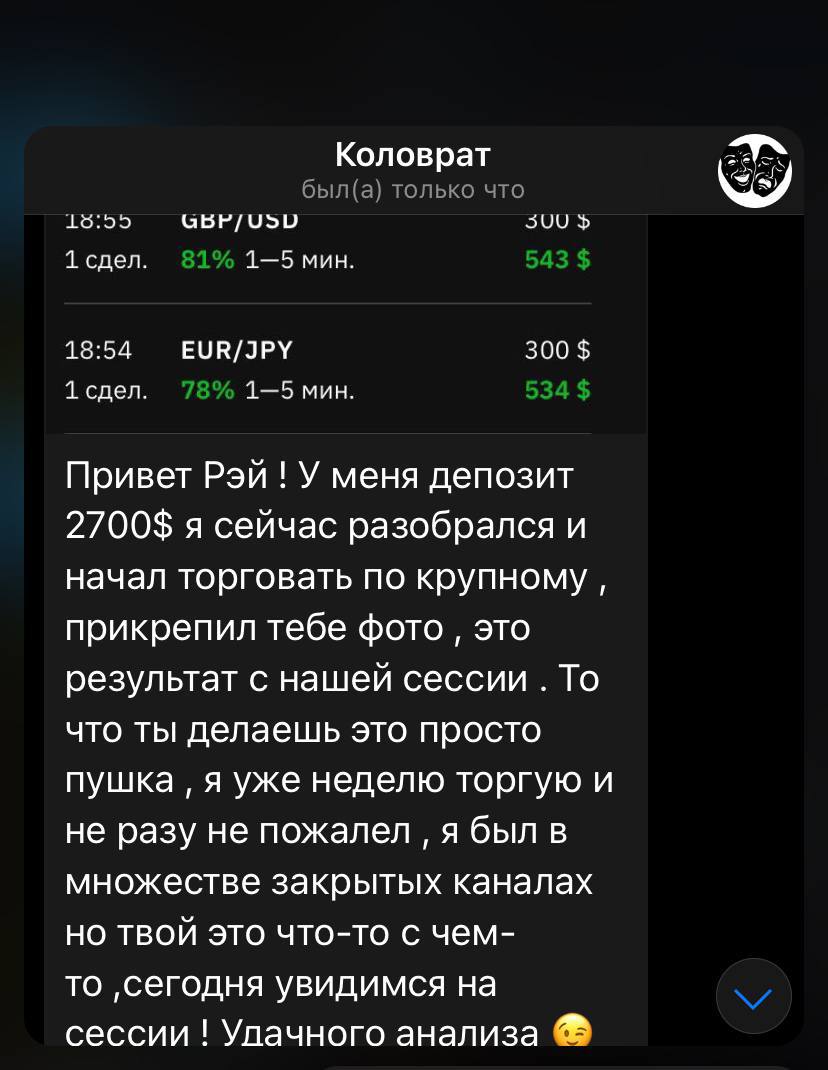 Коловрат
был(а) только что
18:55 GBP/USD 300 $
1 сдел. 81% 1—5 мин. 543 $
18:54 EUR/JPY 300 $
1 сдел. 78% 1—5 мин. 534 $
Привет Рэй ! У меня депозит
2700$ я сейчас разобрался и
начал торговать по крупному ,
прикрепил тебе фото , это
результат с нашей сессии . То
что ты делаешь это просто
пушка , я уже неделю торгую и
не разу не пожалел , я был в
множестве закрытых каналах
но твой это что-то с чем-
то ,сегодня увидимся на
сессии ! Удачного анализа 😉